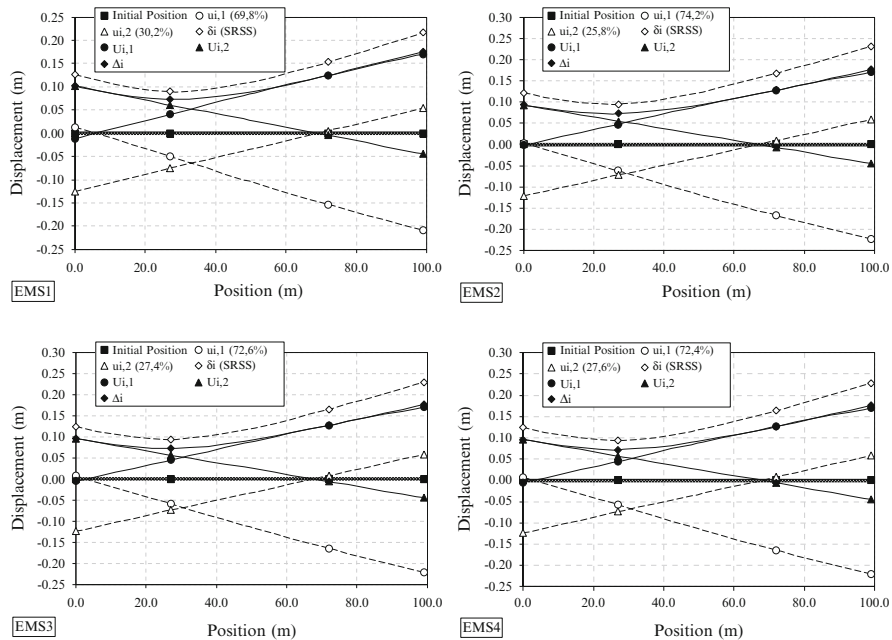 Initial Position
ui,1 (69,8%)
ui,2 (30,2%)
δi (SRSS)
Ui,1
Ui,2
Δi
0.25
0.20
0.15
0.10
0.05
0.00
-0.05
-0.10
-0.15
-0.20
0.25
Displacement (m)
0.0
20.0
40.0
60.0
80.0
100.0
Position (m)
EMS1
Initial Position
ui,1 (74,2%)
ui,2 (25,8%)
δi (SRSS)
Ui,1
Ui,2
Δi
0.30
0.25
0.20
0.15
0.10
0.05
0.00
-0.05
-0.10
-0.15
-0.20
0.25
Displacement (m)
0.0
20.0
40.0
60.0
80.0
100.0
Position (m)
EMS2
Initial Position
ui,1 (72,6%)
ui,2 (27,4%)
δi (SRSS)
Ui,1
Ui,2
Δi
0.30
0.25
0.20
0.15
0.10
0.05
0.00
-0.05
-0.10
-0.15
-0.20
0.25
Displacement (m)
0.0
20.0
40.0
60.0
80.0
100.0
Position (m)
EMS3
Initial Position
ui,1 (72,4%)
ui,2 (27,6%)
δi (SRSS)
Ui,1
Ui,2
Δi
0.30
0.25
0.20
0.15
0.10
0.05
0.00
-0.05
-0.10
-0.15
-0.20
0.25
Displacement (m)
0.0
20.0
40.0
60.0
80.0
100.0
Position (m)
EMS4